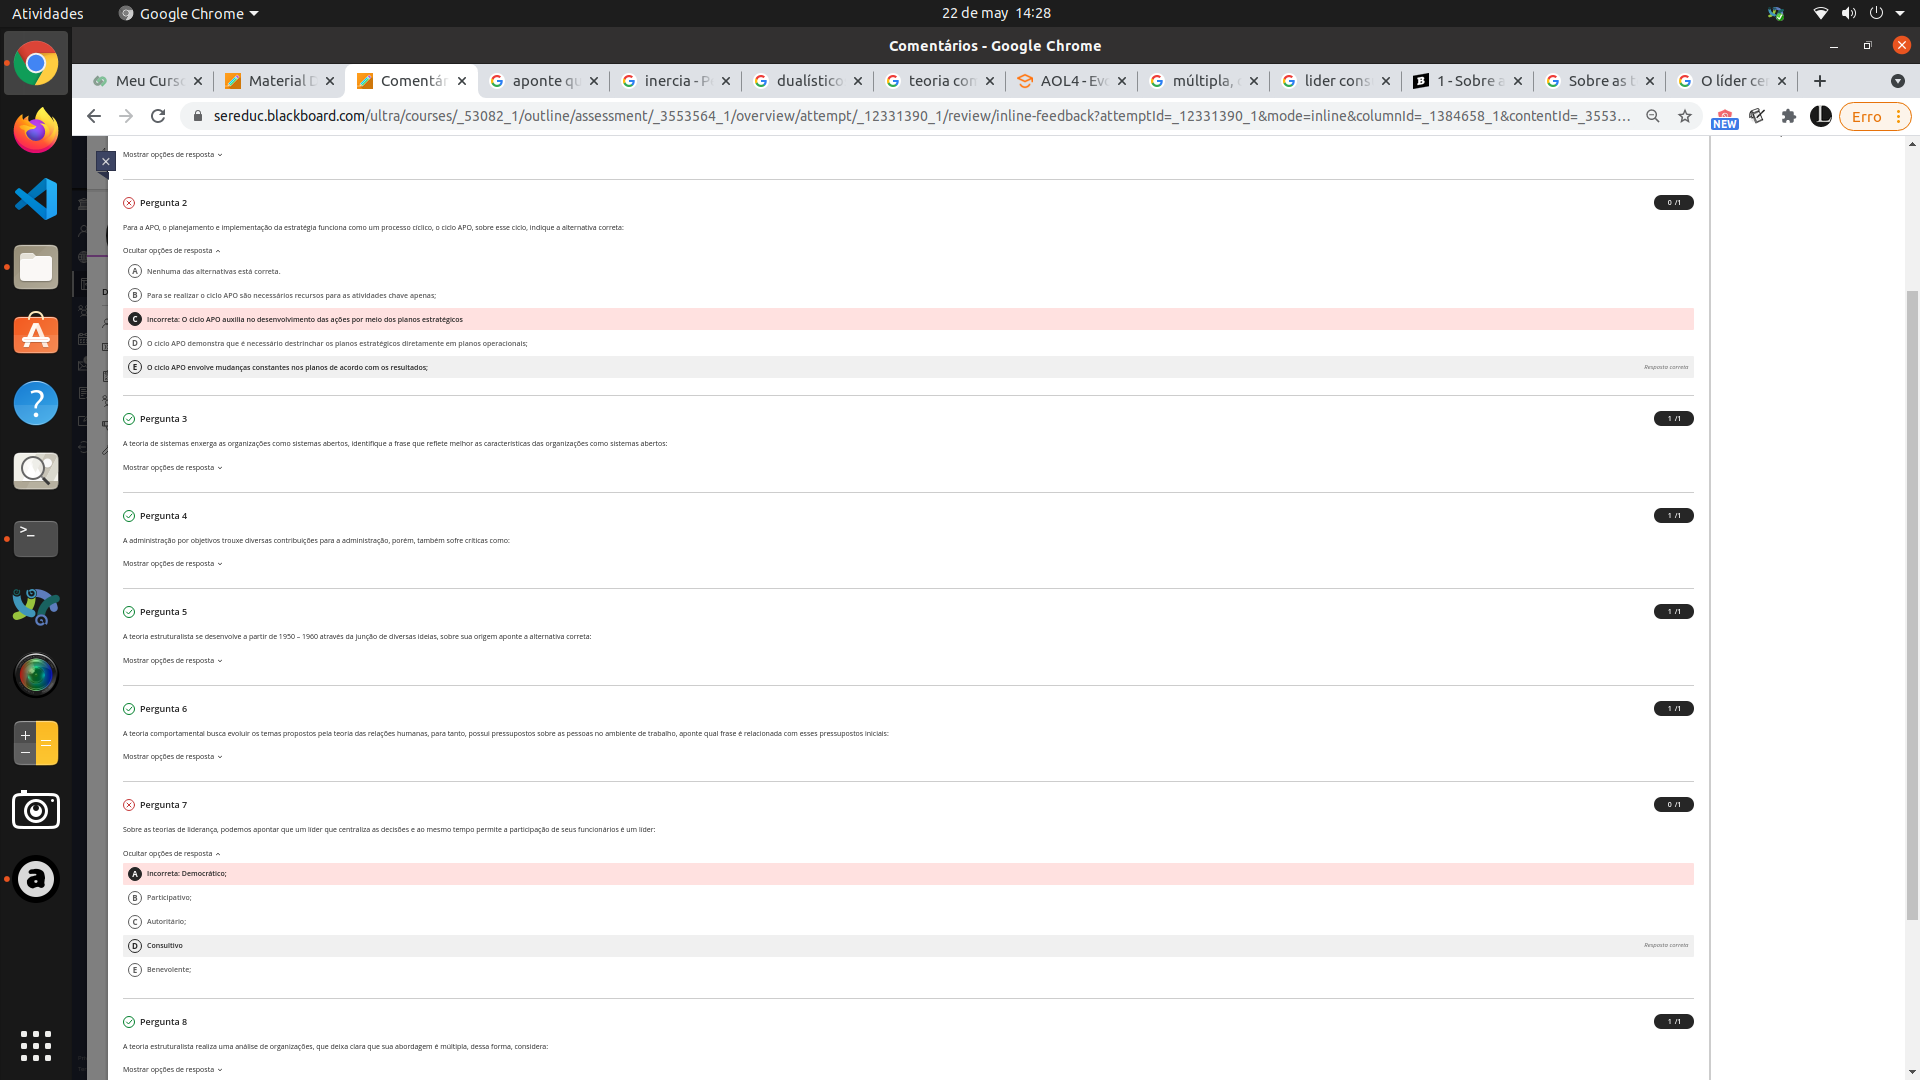 Atividades
Google Chrome
22 de may 14:28
Comentários - Google Chrome
Meu Curso
Material D
Comentár
aponte qu
inercia - P
dualístico
teoria com
AOL4 - Evo
múltipla,
lider cons
1 - Sobre a
Sobre as t
O líder cen
sereduc.blackboard.com/ultra/courses/_53082_1/outline/assessment/_3553564_1/overview/attempt/_12331390_1/review/inline-feedback?attemptId=_12331390_1&mode=inline&columnId=_1384658_1&contentId=_3553...
NEW
Erro
Mostrar opções de resposta
Pergunta 2
0 /1
Para a APO, o planejamento e implementação da estratégia funciona como um processo cíclico, o ciclo APO, sobre esse ciclo, indique a alternativa correta:
Ocultar opções de resposta
A Nenhuma das alternativas está correta.
B Para se realizar o ciclo APO são necessários recursos para as atividades chave apenas;
C Incorreta: O ciclo APO auxilia no desenvolvimento das ações por meio dos planos estratégicos
D O ciclo APO demonstra que é necessário destrinchar os planos estratégicos diretamente em planos operacionais;
E O ciclo APO envolve mudanças constantes nos planos de acordo com os resultados; Resposta correta
Pergunta 3
1 /1
A teoria de sistemas enxerga as organizações como sistemas abertos, identifique a frase que reflete melhor as características das organizações como sistemas abertos:
Mostrar opções de resposta
Pergunta 4
1 /1
A administração por objetivos trouxe diversas contribuições para a administração, porém, também sofre críticas como:
Mostrar opções de resposta
Pergunta 5
1 /1
A teoria estruturalista se desenvolve a partir de 1950 – 1960 através da junção de diversas ideias, sobre sua origem aponte a alternativa correta:
Mostrar opções de resposta
Pergunta 6
1 /1
A teoria comportamental busca evoluir os temas propostos pela teoria das relações humanas, para tanto, possui pressupostos sobre as pessoas no ambiente de trabalho, aponte qual frase é relacionada com esses pressupostos iniciais:
Mostrar opções de resposta
Pergunta 7
0 /1
Sobre as teorias de liderança, podemos apontar que um líder que centraliza as decisões e ao mesmo tempo permite a participação de seus funcionários é um líder:
Ocultar opções de resposta
A Incorreta: Democrático;
B Participativo;
C Autoritário;
D Consultivo Resposta correta
E Benevolente;
Pergunta 8
1 /1
A teoria estruturalista realiza uma análise de organizações, que deixa clara que sua abordagem é múltipla, dessa forma, considera:
Mostrar opções de resposta